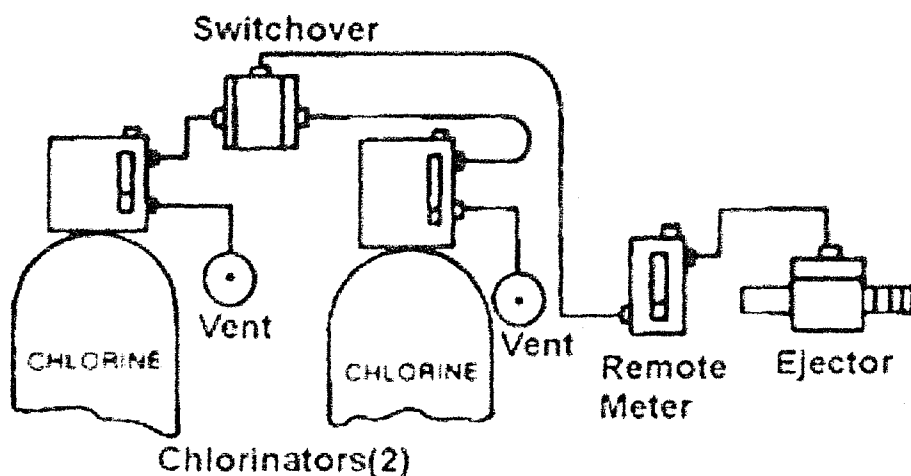 Switchover
Vent
Vent
CHLORINE
CHLORINE
Remote
Meter
Ejector
Chlorinators(2)